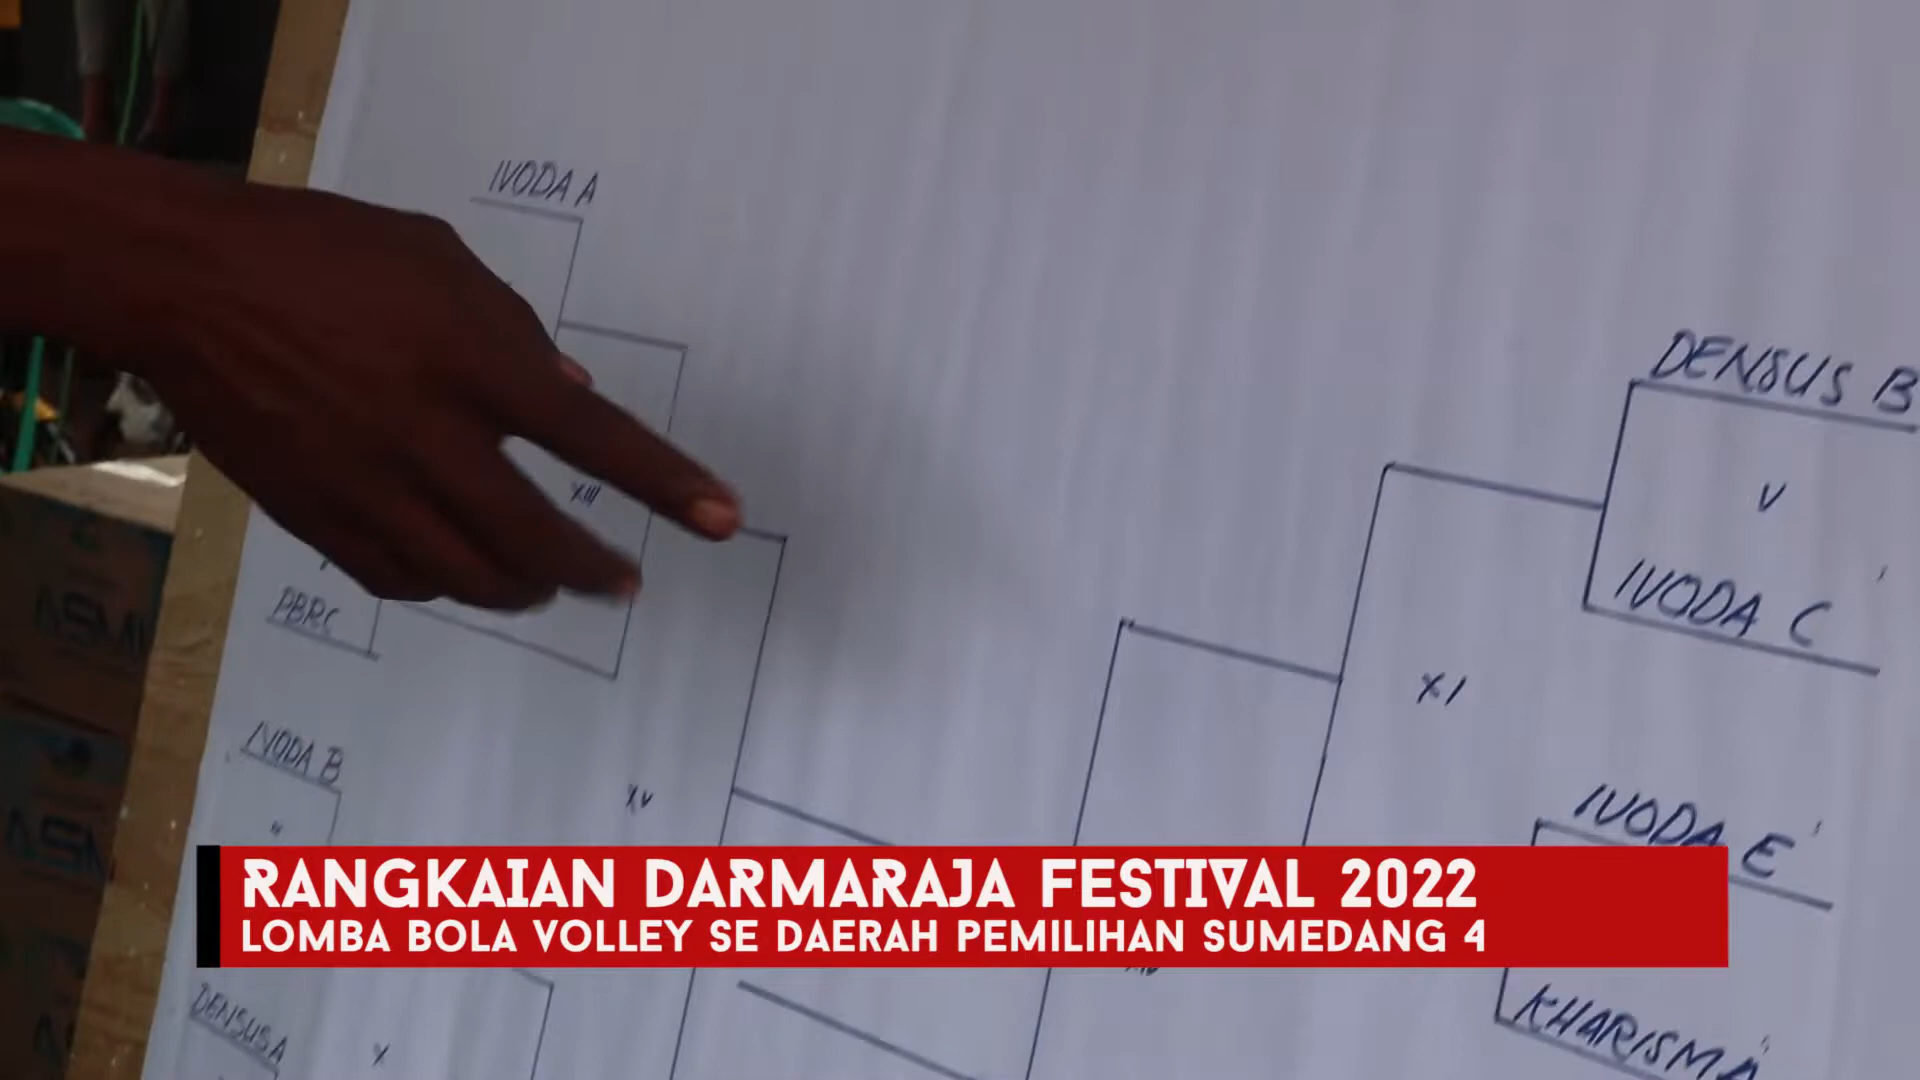 IVODA A
XIII
PBRC
IVODA B
XV
DENSUS A
X
DENSUS B
V
IVODA C
XI
IVODA E
KHARISMA
RANGKAIAN DARMARAJA FESTIVAL 2022
LOMBA BOLA VOLLEY SE DAERAH PEMILIHAN SUMEDANG 4